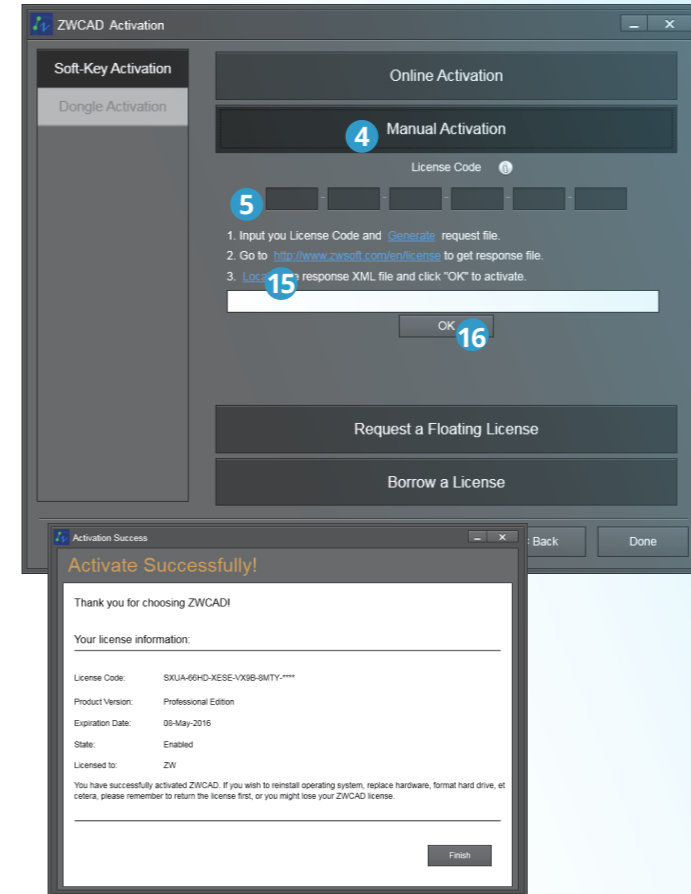 ZWCAD Activation
Soft-Key Activation
Dongle Activation
Online Activation
4 Manual Activation
License Code
5 - - - - -
1. Input you License Code and Generate request file.
2. Go to http://www.zwsoft.com/en/license to get response file.
3. Loca 15 e response XML file and click "OK" to activate.
OK 16
Request a Floating License
Borrow a License
Back
Done
Activation Success
Activate Successfully!
Thank you for choosing ZWCAD!
Your license information:
License Code: SXUA-66HD-XESE-VX9B-8MTY-****
Product Version: Professional Edition
Expiration Date: 08-May-2016
State: Enabled
Licensed to: ZW
You have successfully activated ZWCAD. If you wish to reinstall operating system, replace hardware, format hard drive, et
cetera, please remember to return the license first, or you might lose your ZWCAD license.
Finish